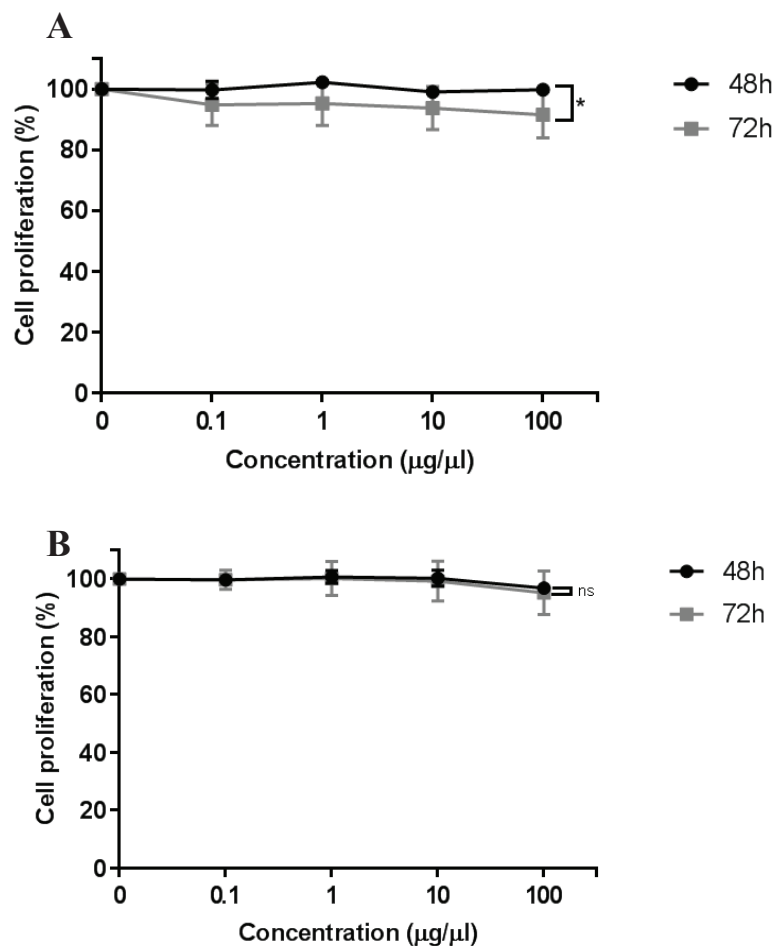 A
100
80
60
40
20
0
Cell proliferation (%)
0 0.1 1 10 100
Concentration (μg/μl)
*
48h
72h
B
100
80
60
40
20
0
Cell proliferation (%)
0 0.1 1 10 100
Concentration (μg/μl)
ns
48h
72h